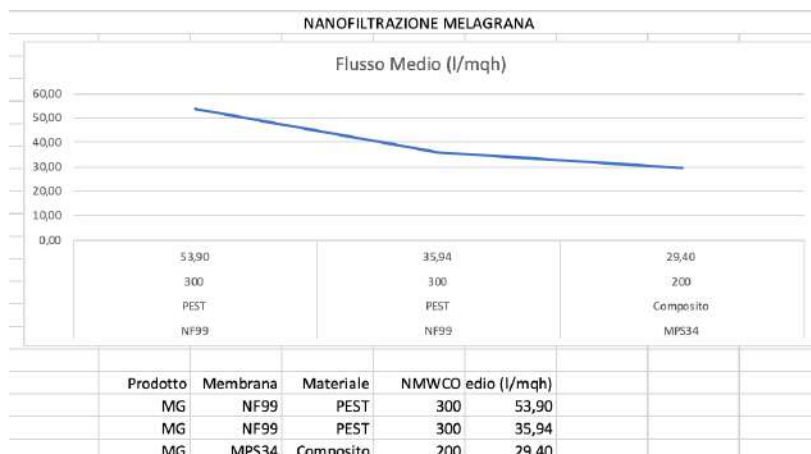 NANOFILTRAZIONE MELAGRANA
Flusso Medio (l/mqh)
60,00
50,00
40,00
30,00
20,00
10,00
0,00
53,90 35,94 29,40
300 300 200
PEST PEST Composito
NF99 NF99 MPS34
Prodotto Membrana Materiale NMWCO edio (l/mqh)
MG NF99 PEST 300 53,90
MG NF99 PEST 300 35,94
MG MPS34 Composito 200 29,40